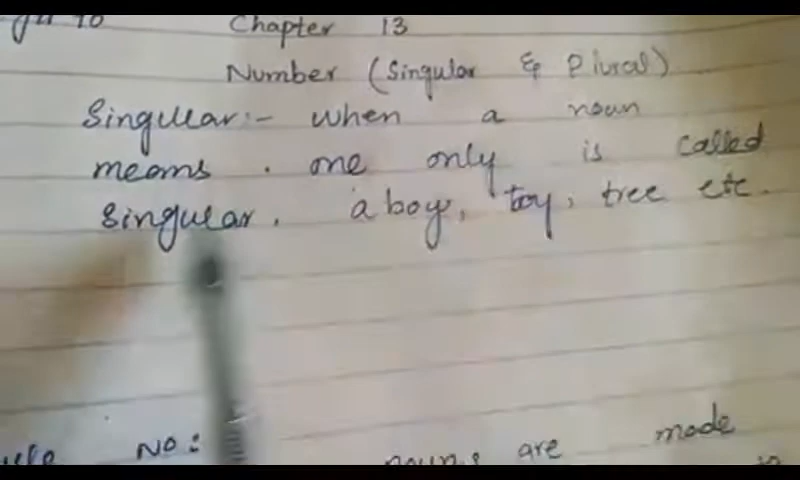 Chapter 13
Number (Singular & Plural)
Singular:- when a noun
means . one only is called
singular. a boy, toy, tree etc.
No:
nouns are made